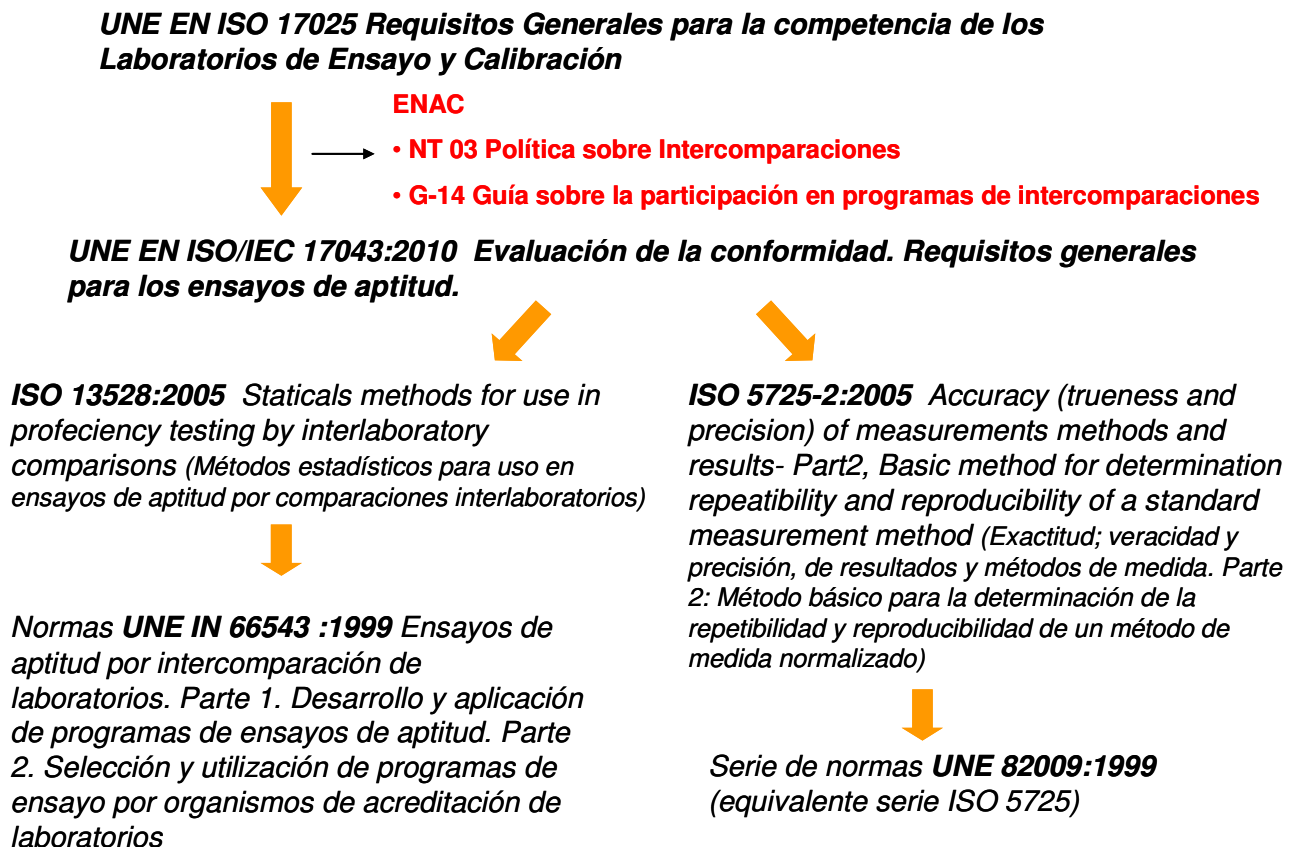 UNE EN ISO 17025 Requisitos Generales para la competencia de los
Laboratorios de Ensayo y Calibración
ENAC
• NT 03 Política sobre Intercomparaciones
• G-14 Guía sobre la participación en programas de intercomparaciones
UNE EN ISO/IEC 17043:2010 Evaluación de la conformidad. Requisitos generales
para los ensayos de aptitud.
ISO 13528:2005 Staticals methods for use in
profeciency testing by interlaboratory
comparisons (Métodos estadísticos para uso en
ensayos de aptitud por comparaciones interlaboratorios)
Normas UNE IN 66543 :1999 Ensayos de
aptitud por intercomparación de
laboratorios. Parte 1. Desarrollo y aplicación
de programas de ensayos de aptitud. Parte
2. Selección y utilización de programas de
ensayo por organismos de acreditación de
laboratorios
ISO 5725-2:2005 Accuracy (trueness and
precision) of measurements methods and
results- Part2, Basic method for determination
repeatibility and reproducibility of a standard
measurement method (Exactitud; veracidad y
precisión, de resultados y métodos de medida. Parte
2: Método básico para la determinación de la
repetibilidad y reproducibilidad de un método de
medida normalizado)
Serie de normas UNE 82009:1999
(equivalente serie ISO 5725)